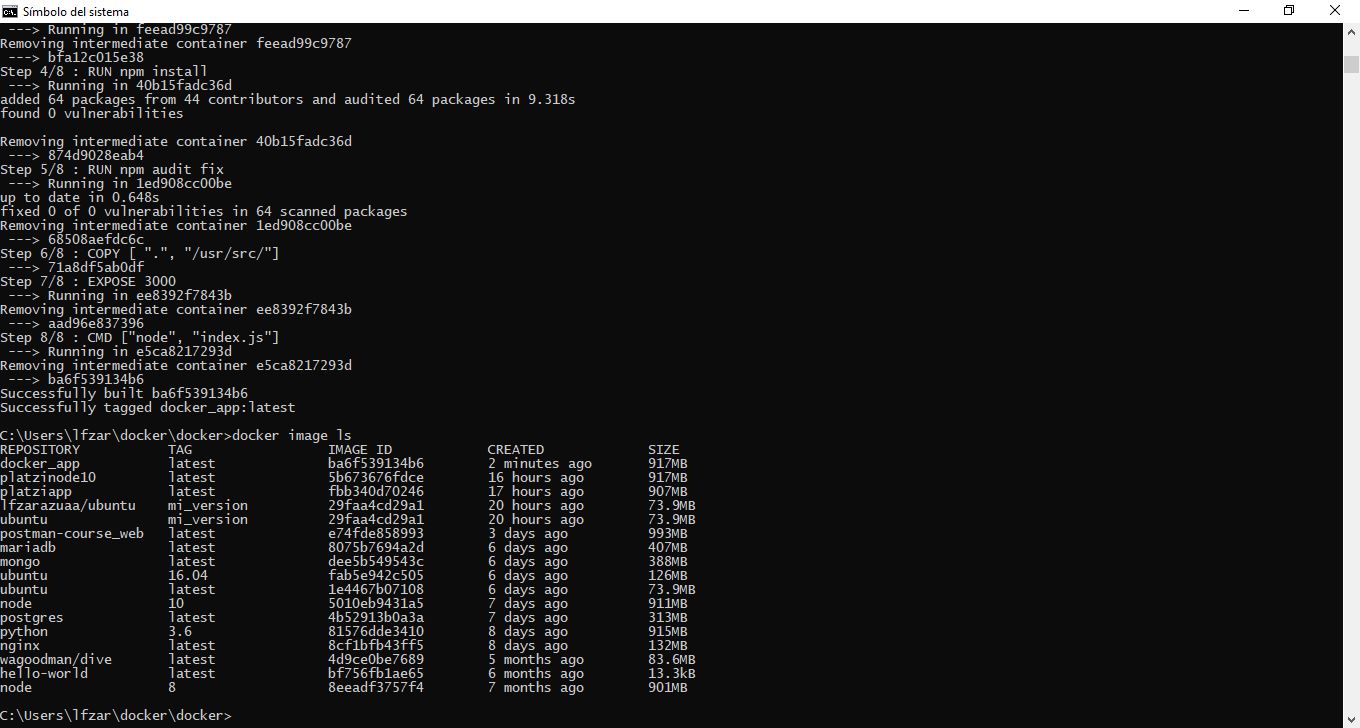 Símbolo del sistema
---> Running in feead99c9787
Removing intermediate container feead99c9787
---> bfa12c015e38
Step 4/8 : RUN npm install
---> Running in 40b15fadc36d
added 64 packages from 44 contributors and audited 64 packages in 9.318s
found 0 vulnerabilities
Removing intermediate container 40b15fadc36d
---> 874d9028eab4
Step 5/8 : RUN npm audit fix
---> Running in 1ed908cc00be
up to date in 0.648s
fixed 0 of 0 vulnerabilities in 64 scanned packages
Removing intermediate container 1ed908cc00be
---> 68508aefdc6c
Step 6/8 : COPY [ ".", "/usr/src/"]
---> 71a8df5ab0df
Step 7/8 : EXPOSE 3000
---> Running in ee8392f7843b
Removing intermediate container ee8392f7843b
---> aad96e837396
Step 8/8 : CMD ["node", "index.js"]
---> Running in e5ca8217293d
Removing intermediate container e5ca8217293d
---> ba6f539134b6
Successfully built ba6f539134b6
Successfully tagged docker_app:latest
C:\Users\lfzar\docker\docker>docker image ls
REPOSITORY TAG IMAGE ID CREATED SIZE
docker_app latest ba6f539134b6 2 minutes ago 917MB
platzinode10 latest 5b673676fdce 16 hours ago 917MB
platziapp latest fbb340d70246 17 hours ago 907MB
lfzarazuaa/ubuntu mi_version 29faa4cd29a1 20 hours ago 73.9MB
ubuntu mi_version 29faa4cd29a1 20 hours ago 73.9MB
postman-course_web latest e74fde858993 3 days ago 993MB
mariadb latest 8075b7694a2d 6 days ago 407MB
mongo latest dee5b549543c 6 days ago 388MB
ubuntu 16.04 fab5e942c505 6 days ago 126MB
ubuntu latest 1e4467b07108 6 days ago 73.9MB
node 10 5010eb9431a5 7 days ago 911MB
postgres latest 4b52913b0a3a 7 days ago 313MB
python 3.6 81576dde3410 8 days ago 915MB
nginx latest 8cf1bfb43ff5 8 days ago 132MB
wagoodman/dive latest 4d9ce0be7689 5 months ago 83.6MB
hello-world latest bf756fb1ae65 6 months ago 13.3kB
node 8 8eeadf3757f4 7 months ago 901MB
C:\Users\lfzar\docker\docker>